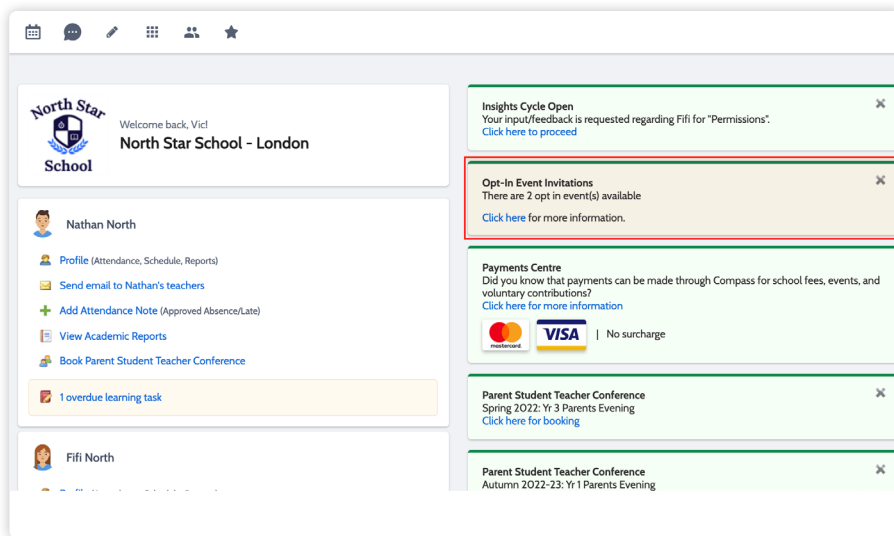 North Star
School
Welcome back, Vic!
North Star School - London
Nathan North
Profile (Attendance, Schedule, Reports)
Send email to Nathan's teachers
Add Attendance Note (Approved Absence/Late)
View Academic Reports
Book Parent Student Teacher Conference
1 overdue learning task
Fifi North
Insights Cycle Open
Your input/feedback is requested regarding Fifi for "Permissions".
Click here to proceed
Opt-In Event Invitations
There are 2 opt in event(s) available
Click here for more information.
Payments Centre
Did you know that payments can be made through Compass for school fees, events, and
voluntary contributions?
Click here for more information
mastercard
VISA
| No surcharge
Parent Student Teacher Conference
Spring 2022: Yr 3 Parents Evening
Click here for booking
Parent Student Teacher Conference
Autumn 2022-23: Yr 1 Parents Evening